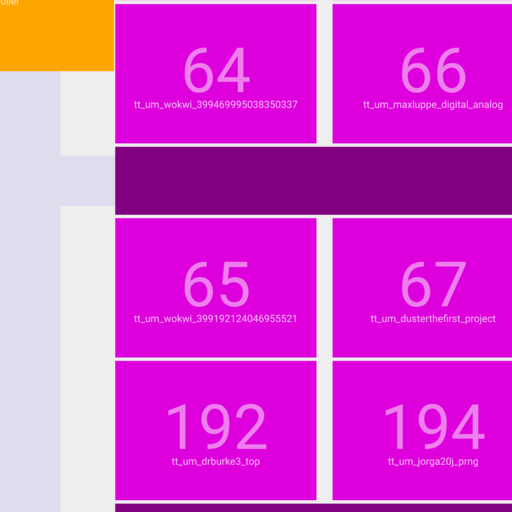 64
tt_um_wokwi_399469995038350337
66
tt_um_maxluppe_digital_analog
65
tt_um_wokwi_399192124046955521
67
tt_um_dusterthefirst_project
192
tt_um_drburke3_top
194
tt_um_jorga20j_prng